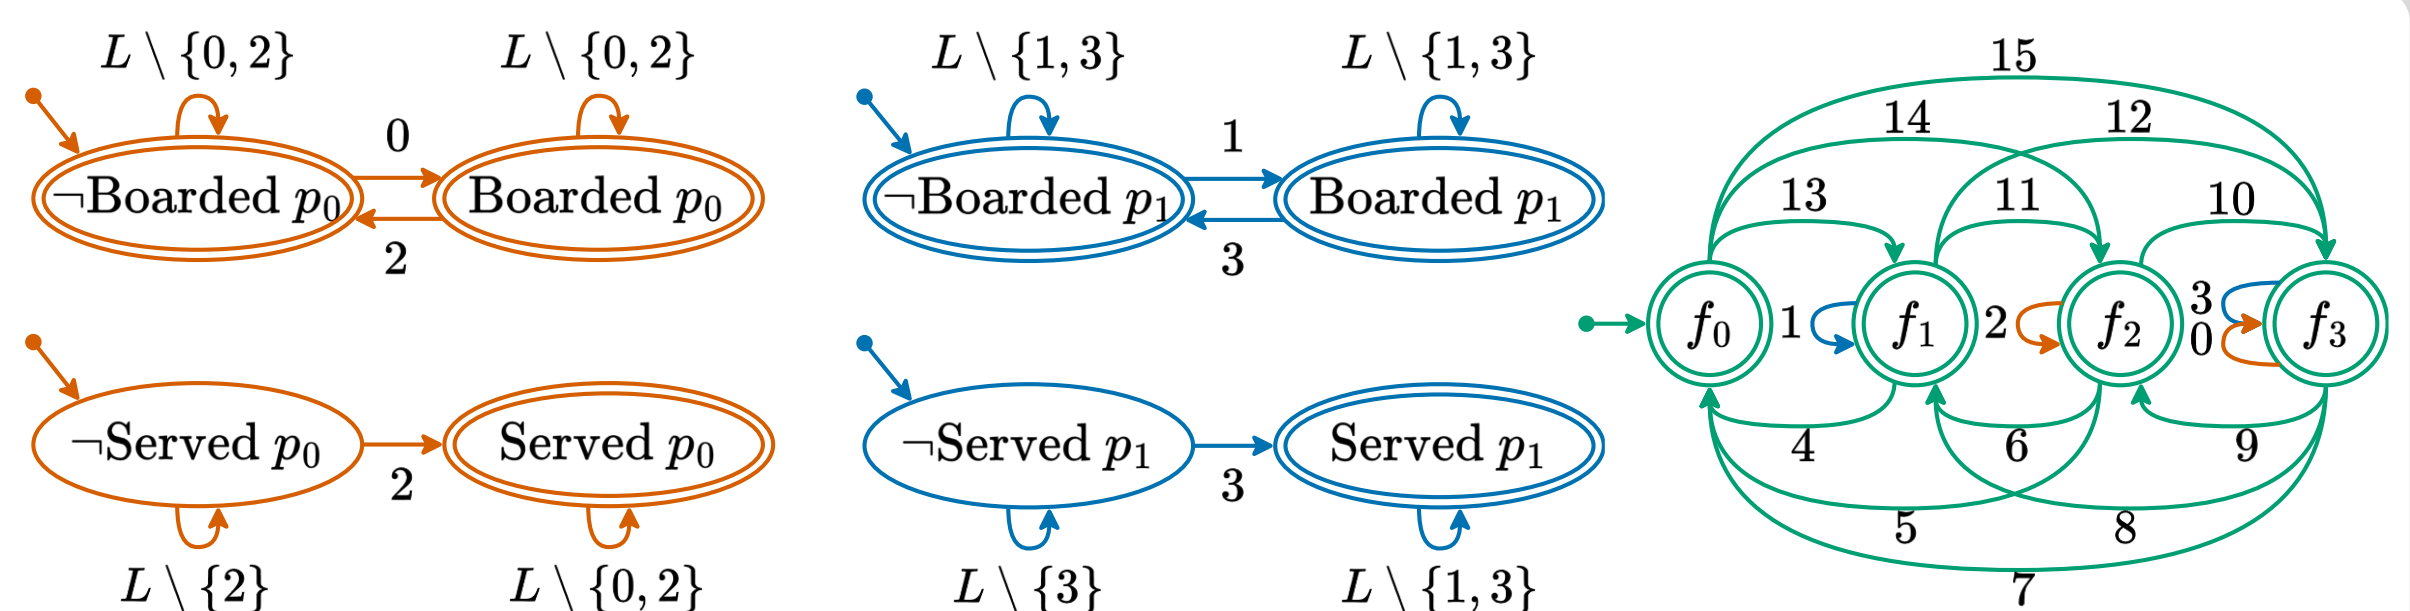 L \ {0, 2}
L \ {0, 2}
0
¬Boarded p₀
Boarded p₀
2
L \ {1, 3}
L \ {1, 3}
1
¬Boarded p₁
Boarded p₁
3
¬Served p₀
Served p₀
2
L \ {2}
L \ {0, 2}
¬Served p₁
Served p₁
3
L \ {3}
L \ {1, 3}
15
14
12
13
11
10
f₀
1
f₁
2
f₂
3
0
f₃
4
6
9
5
8
7